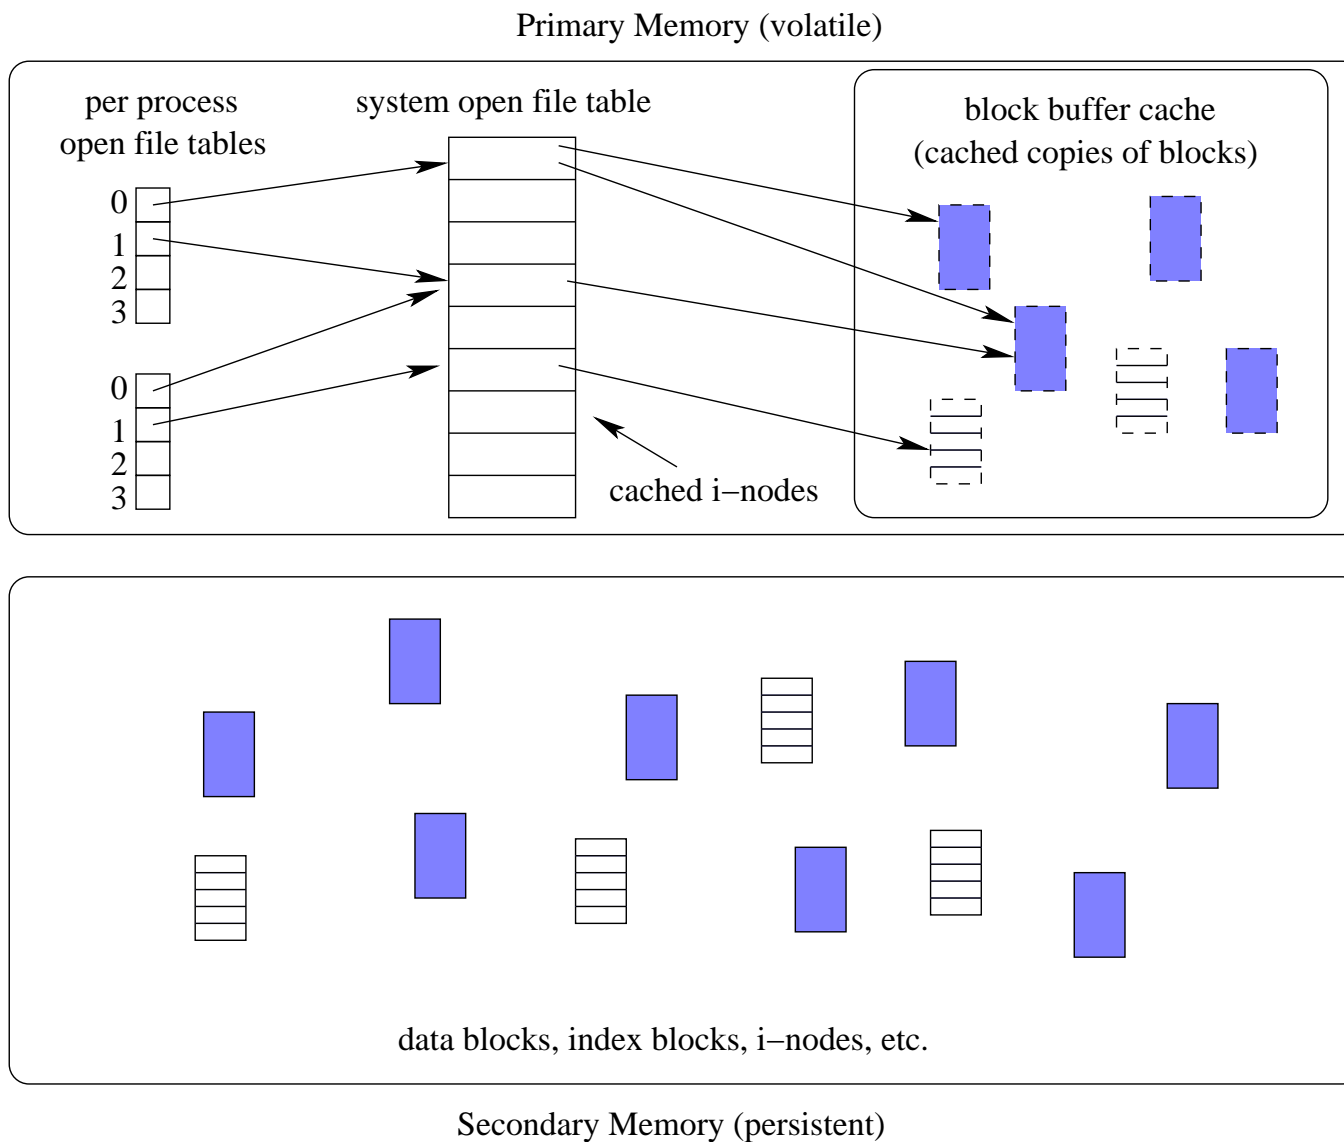 Primary Memory (volatile)
per process
open file tables
system open file table
block buffer cache
(cached copies of blocks)
0
1
2
3
0
1
2
3
cached i−nodes
data blocks, index blocks, i−nodes, etc.
Secondary Memory (persistent)